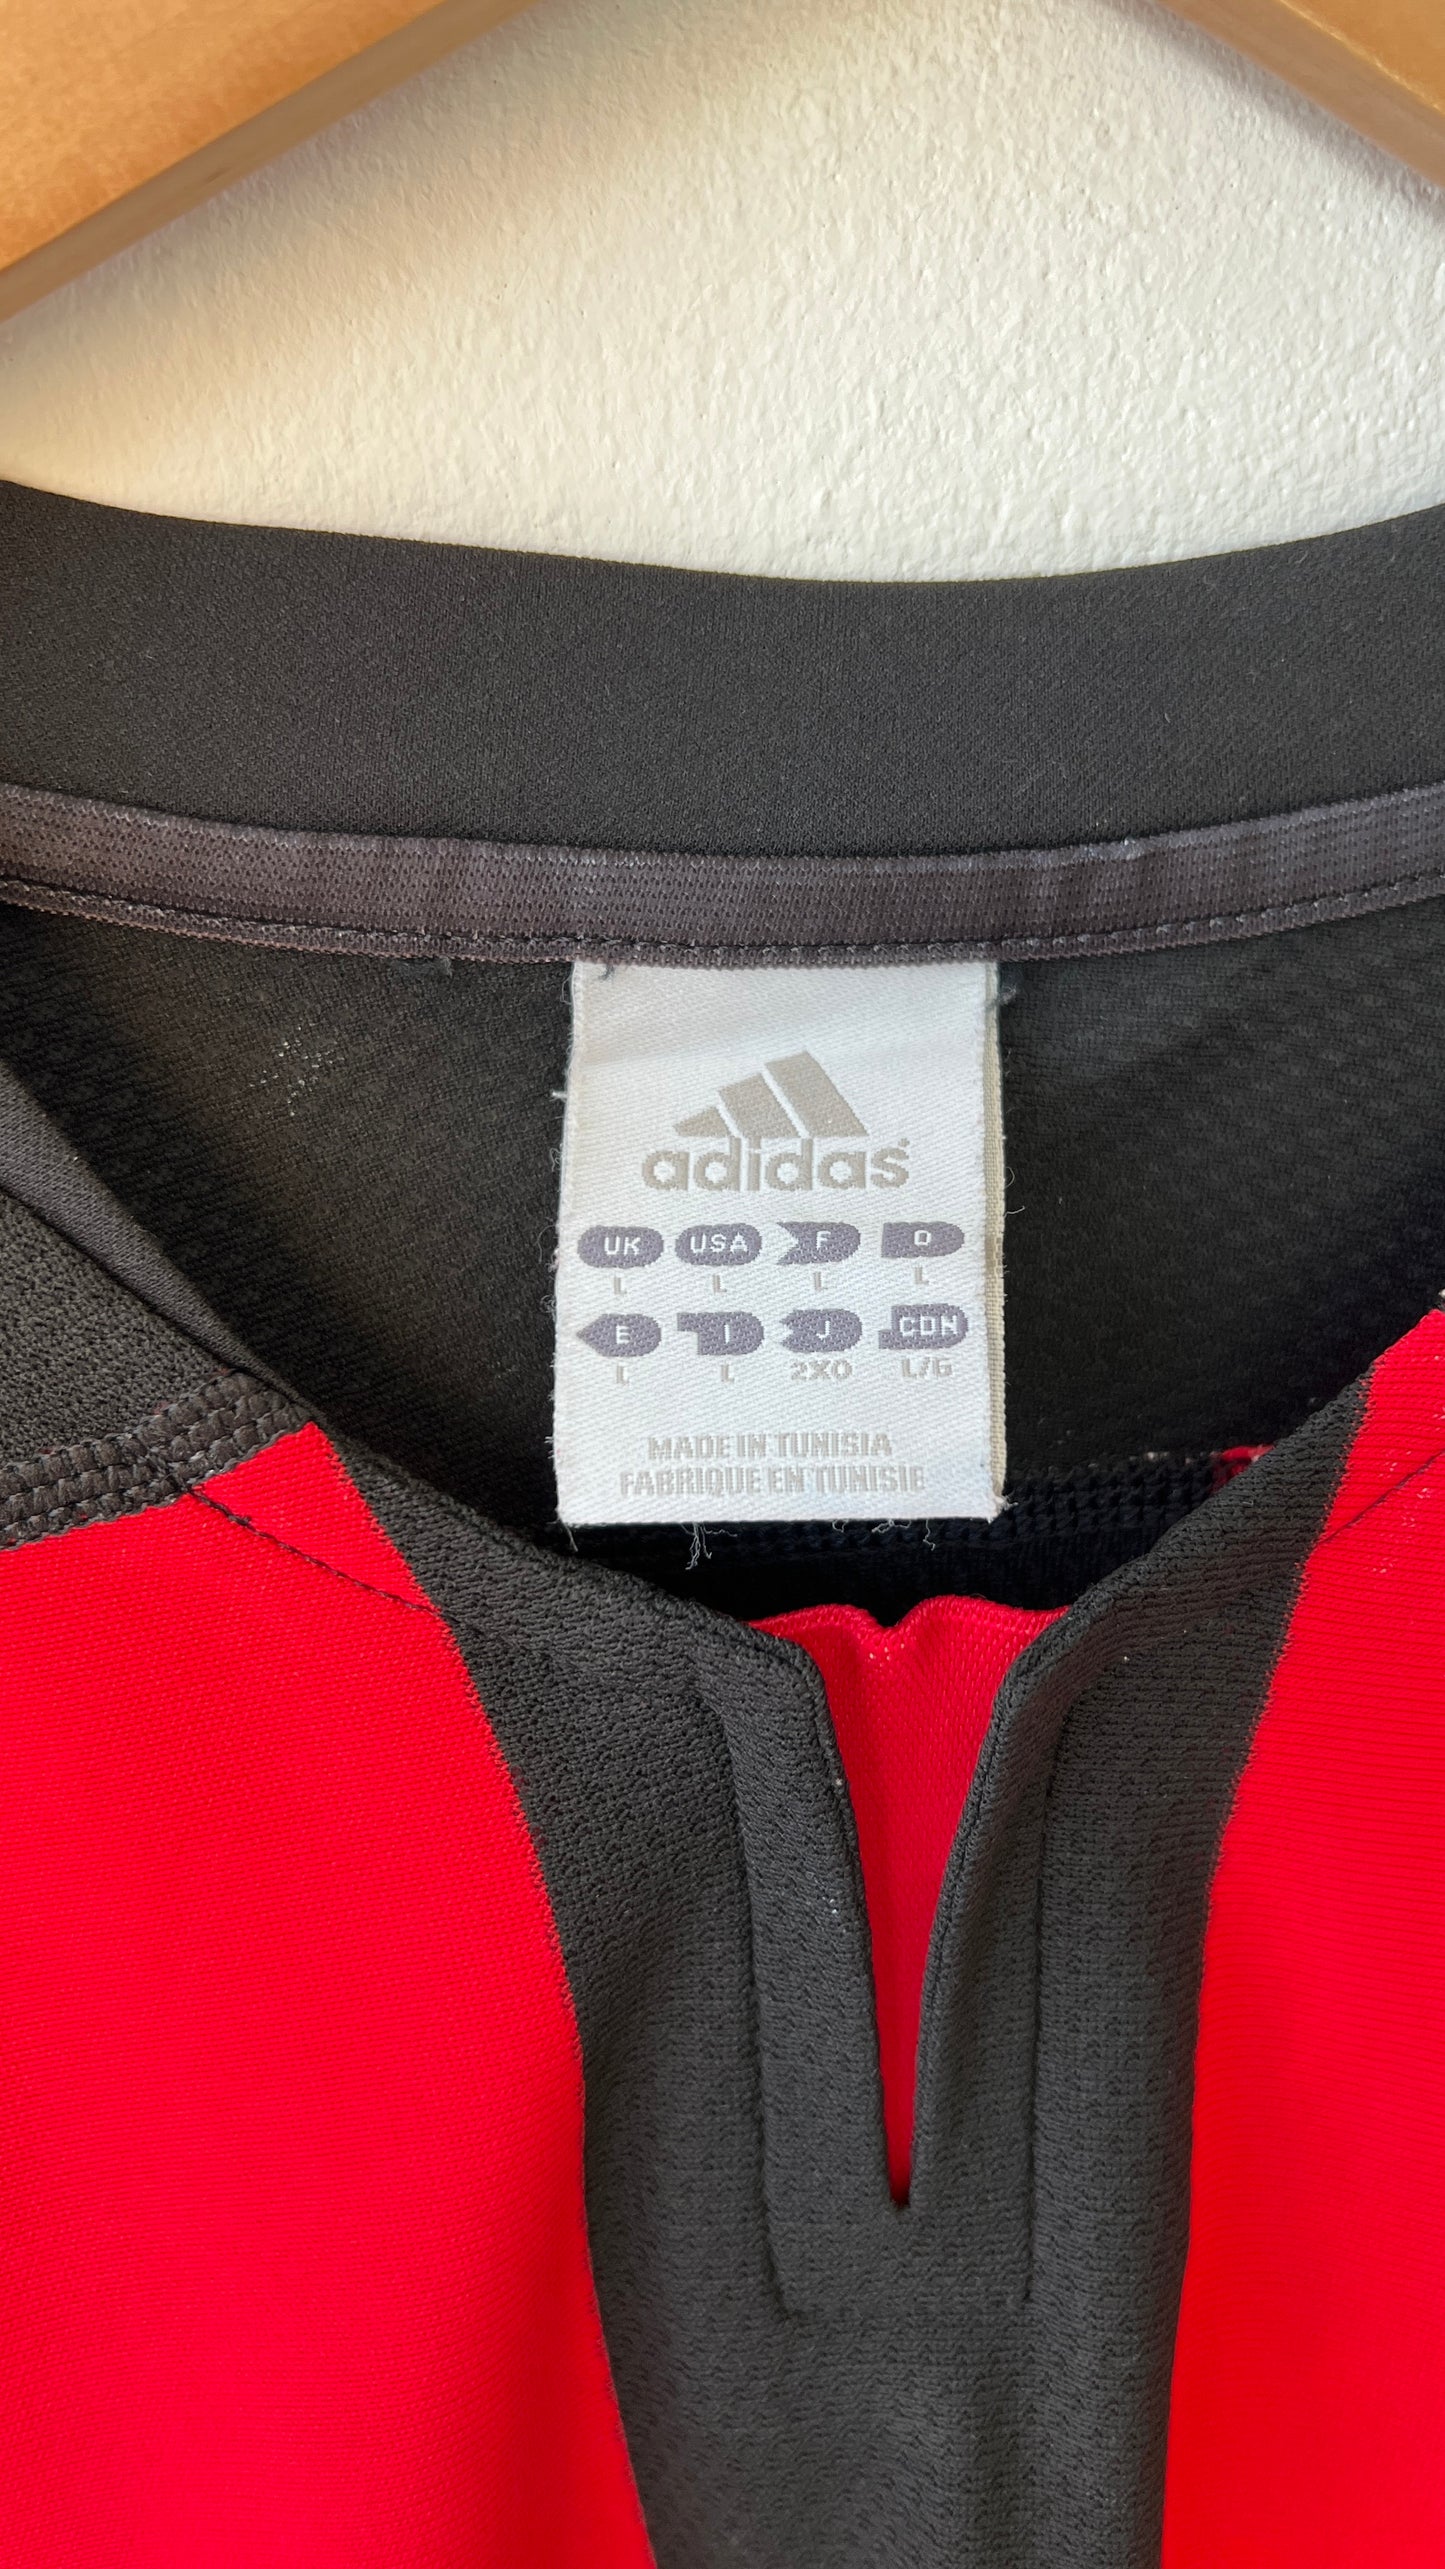 adidas
UK USA F D
L L L L
E I J CDN
L L 2XO L/G
MADE IN TUNISIA
FABRIQUE EN TUNISIE